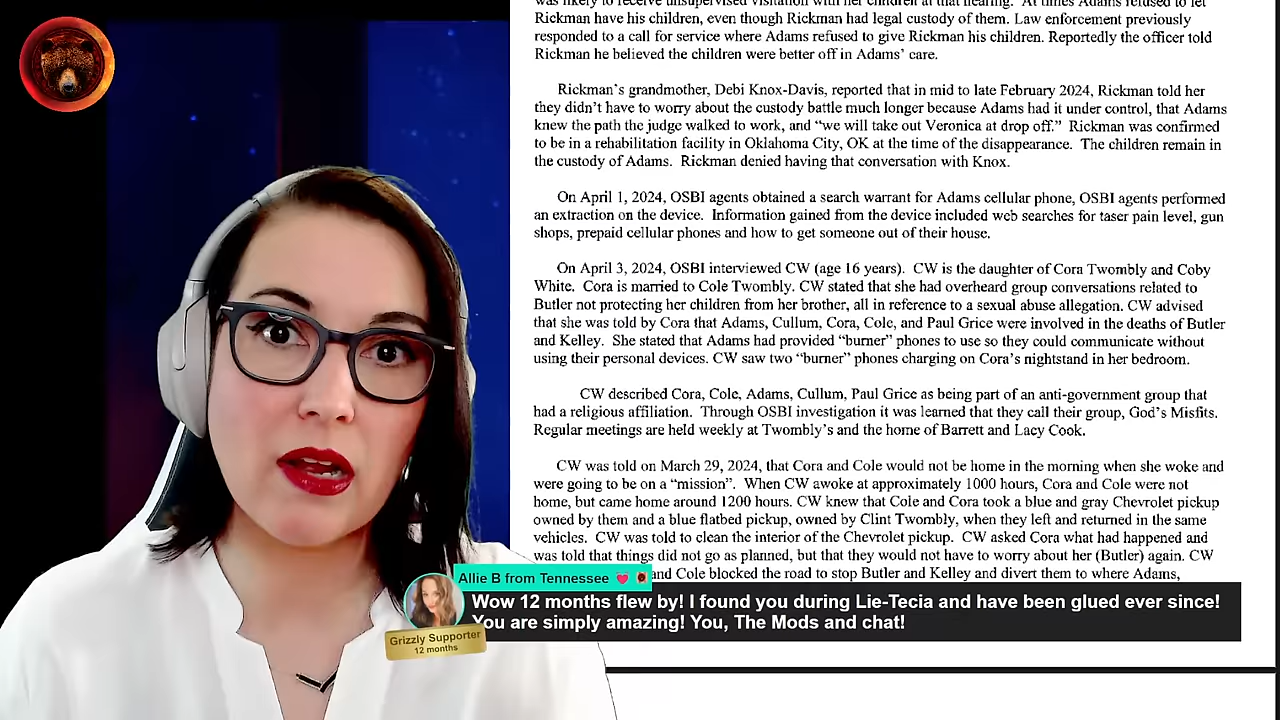 was likely to receive unsupervised visitation with her children at that hearing. At times Adams refused to let
Rickman have his children, even though Rickman had legal custody of them. Law enforcement previously
responded to a call for service where Adams refused to give Rickman his children. Reportedly the officer told
Rickman he believed the children were better off in Adams’ care.
Rickman’s grandmother, Debi Knox-Davis, reported that in mid to late February 2024, Rickman told her
they didn’t have to worry about the custody battle much longer because Adams had it under control, that Adams
knew the path the judge walked to work, and “we will take out Veronica at drop off.” Rickman was confirmed
to be in a rehabilitation facility in Oklahoma City, OK at the time of the disappearance. The children remain in
the custody of Adams. Rickman denied having that conversation with Knox.
On April 1, 2024, OSBI agents obtained a search warrant for Adams cellular phone, OSBI agents performed
an extraction on the device. Information gained from the device included web searches for taser pain level, gun
shops, prepaid cellular phones and how to get someone out of their house.
On April 3, 2024, OSBI interviewed CW (age 16 years). CW is the daughter of Cora Twombly and Coby
White. Cora is married to Cole Twombly. CW stated that she had overheard group conversations related to
Butler not protecting her children from her brother, all in reference to a sexual abuse allegation. CW advised
that she was told by Cora that Adams, Cullum, Cora, Cole, and Paul Grice were involved in the deaths of Butler
and Kelley. She stated that Adams had provided “burner” phones to use so they could communicate without
using their personal devices. CW saw two “burner” phones charging on Cora’s nightstand in her bedroom.
CW described Cora, Cole, Adams, Cullum, Paul Grice as being part of an anti-government group that
had a religious affiliation. Through OSBI investigation it was learned that they call their group, God’s Misfits.
Regular meetings are held weekly at Twombly’s and the home of Barrett and Lacy Cook.
CW was told on March 29, 2024, that Cora and Cole would not be home in the morning when she woke and
were going to be on a “mission”. When CW awoke at approximately 1000 hours, Cora and Cole were not
home, but came home around 1200 hours. CW knew that Cole and Cora took a blue and gray Chevrolet pickup
owned by them and a blue flatbed pickup, owned by Clint Twombly, when they left and returned in the same
vehicles. CW was told to clean the interior of the Chevrolet pickup. CW asked Cora what had happened and
was told that things did not go as planned, but that they would not have to worry about her (Butler) again. CW
and Cole blocked the road to stop Butler and Kelley and divert them to where Adams,
Allie B from Tennessee
Wow 12 months flew by! I found you during Lie-Tecia and have been glued ever since!
You are simply amazing! You, The Mods and chat!
Grizzly Supporter
12 months